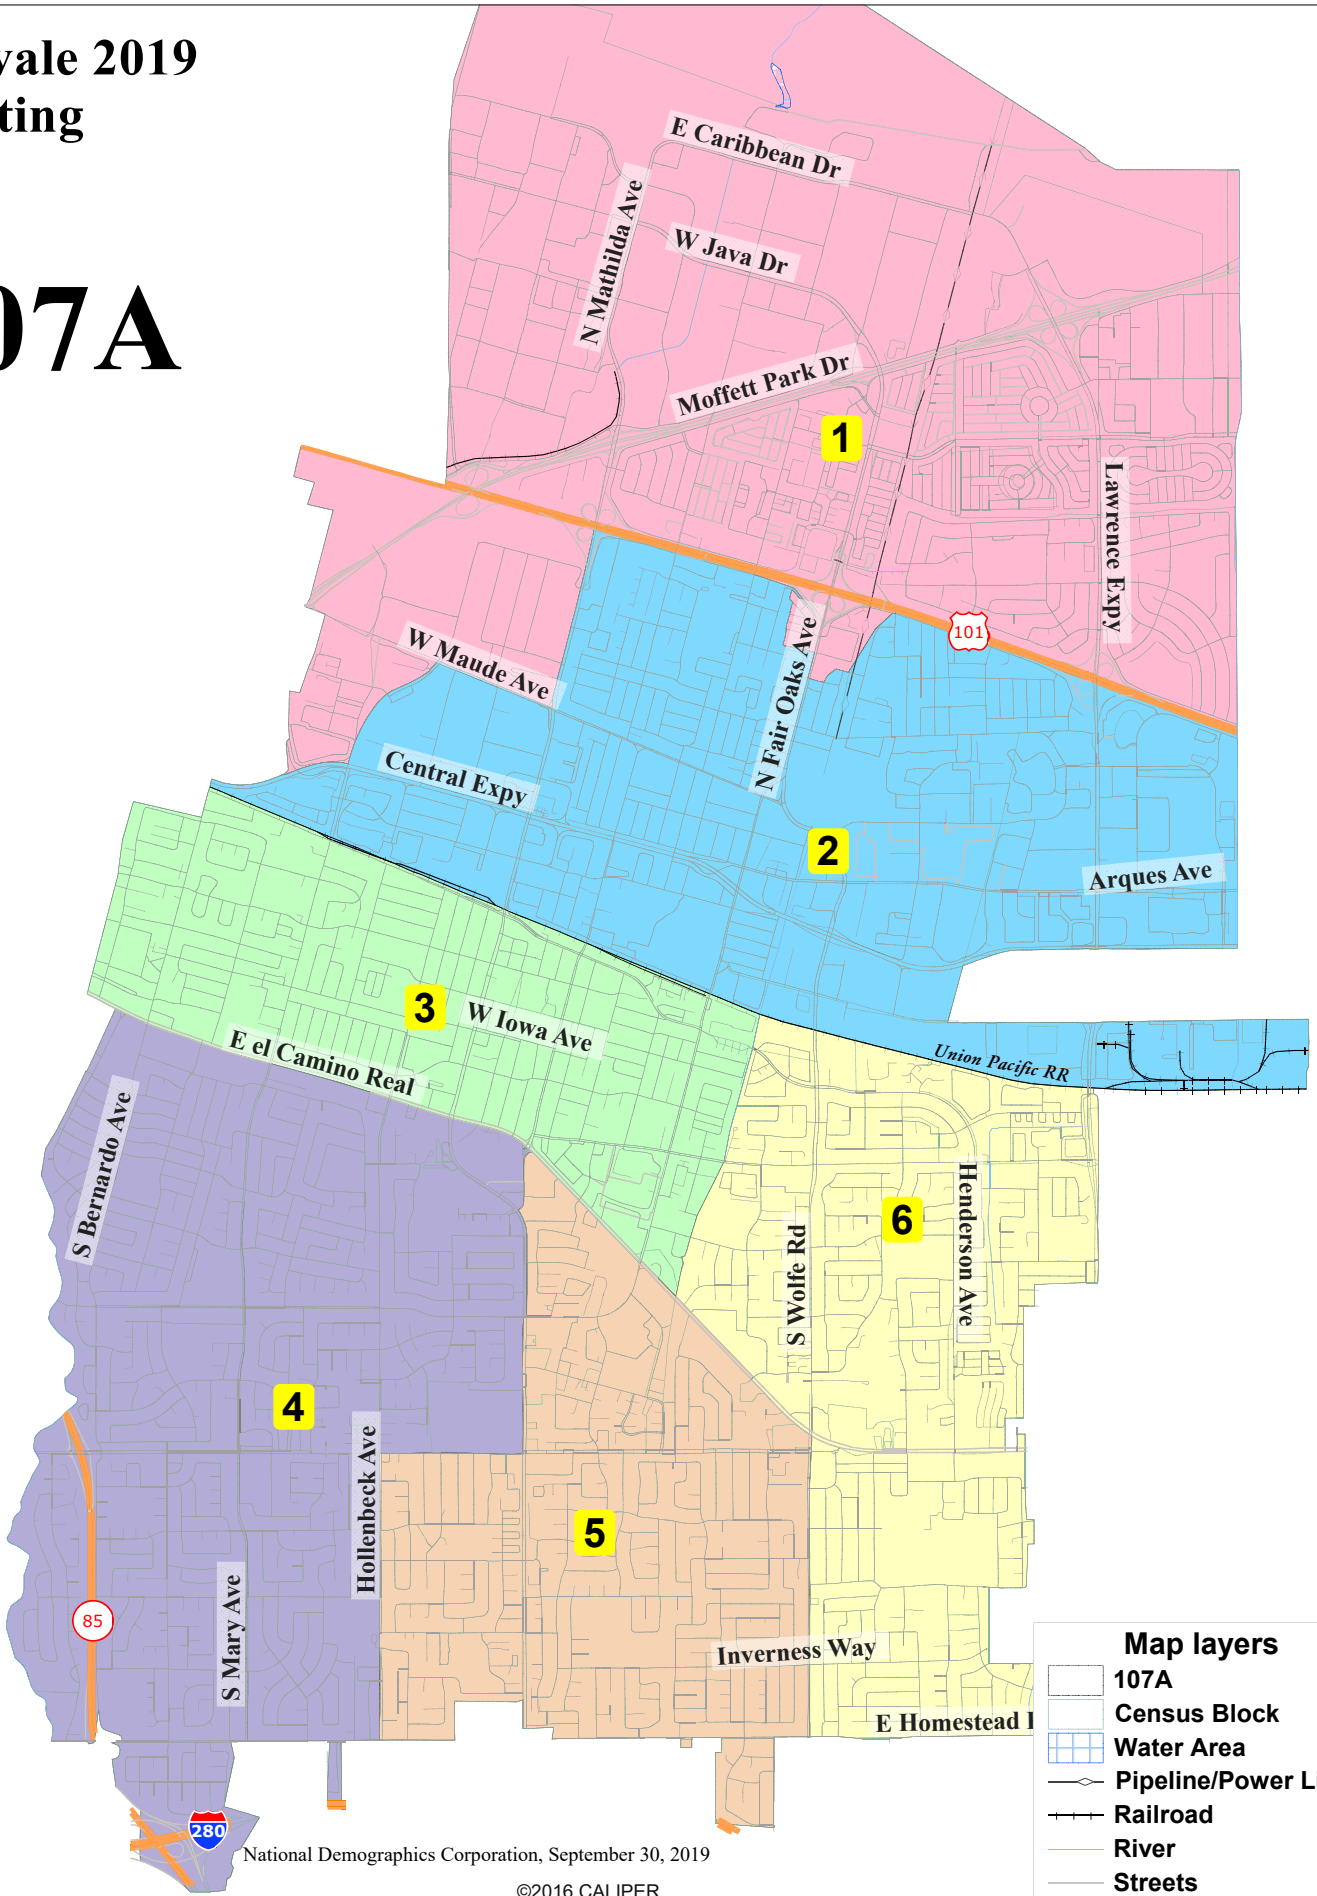 vale 2019
ting
07A
E Caribbean Dr
N Mathilda Ave
W Java Dr
Moffett Park Dr
1
Lawrence Expy
101
W Maude Ave
N Fair Oaks Ave
Central Expy
2
Arques Ave
3
W Iowa Ave
E el Camino Real
Union Pacific RR
S Bernardo Ave
6
Henderson Ave
S Wolfe Rd
4
Hollenbeck Ave
5
85
S Mary Ave
Inverness Way
E Homestead
280
National Demographics Corporation, September 30, 2019
©2016 CALIPER
Map layers
107A
Census Block
Water Area
Pipeline/Power Li
Railroad
River
Streets